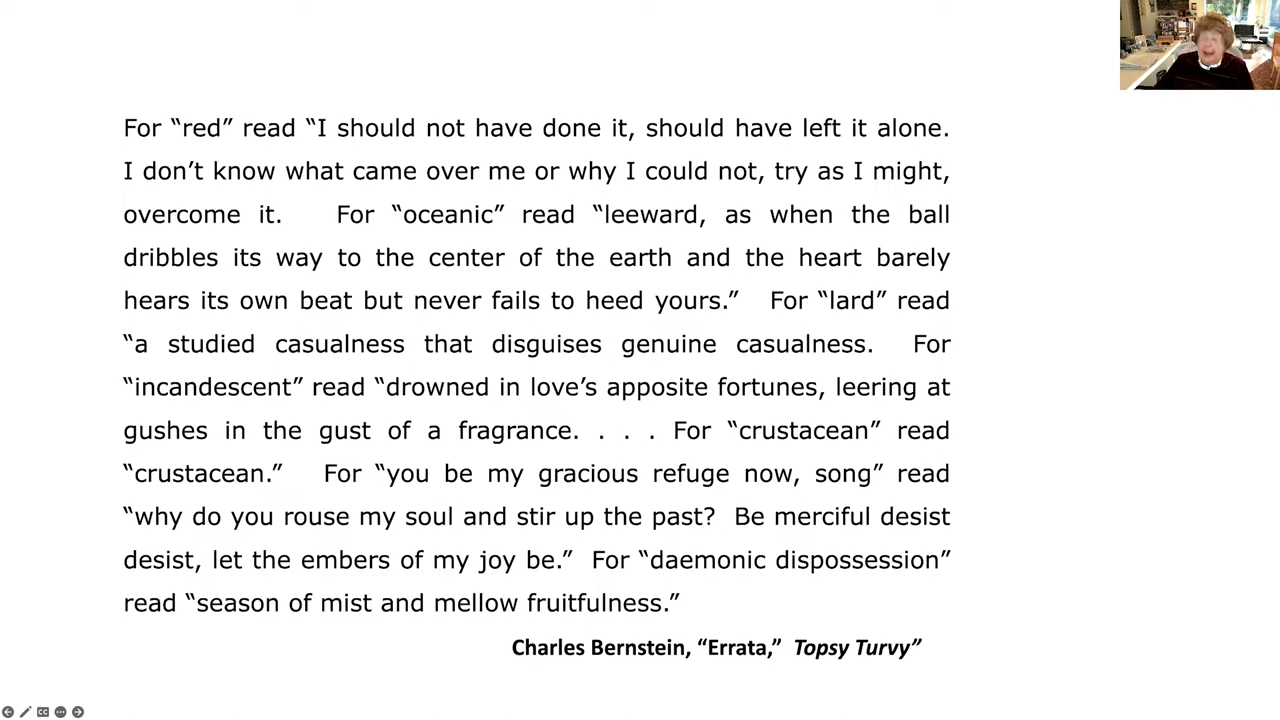 For “red” read “I should not have done it, should have left it alone.
I don’t know what came over me or why I could not, try as I might,
overcome it. For “oceanic” read “leeward, as when the ball
dribbles its way to the center of the earth and the heart barely
hears its own beat but never fails to heed yours.” For “lard” read
“a studied casualness that disguises genuine casualness. For
“incandescent” read “drowned in love’s apposite fortunes, leering at
gushes in the gust of a fragrance. . . . For “crustacean” read
“crustacean.” For “you be my gracious refuge now, song” read
“why do you rouse my soul and stir up the past? Be merciful desist
desist, let the embers of my joy be.” For “daemonic dispossession”
read “season of mist and mellow fruitfulness.”
Charles Bernstein, “Errata,” Topsy Turvy”
CC